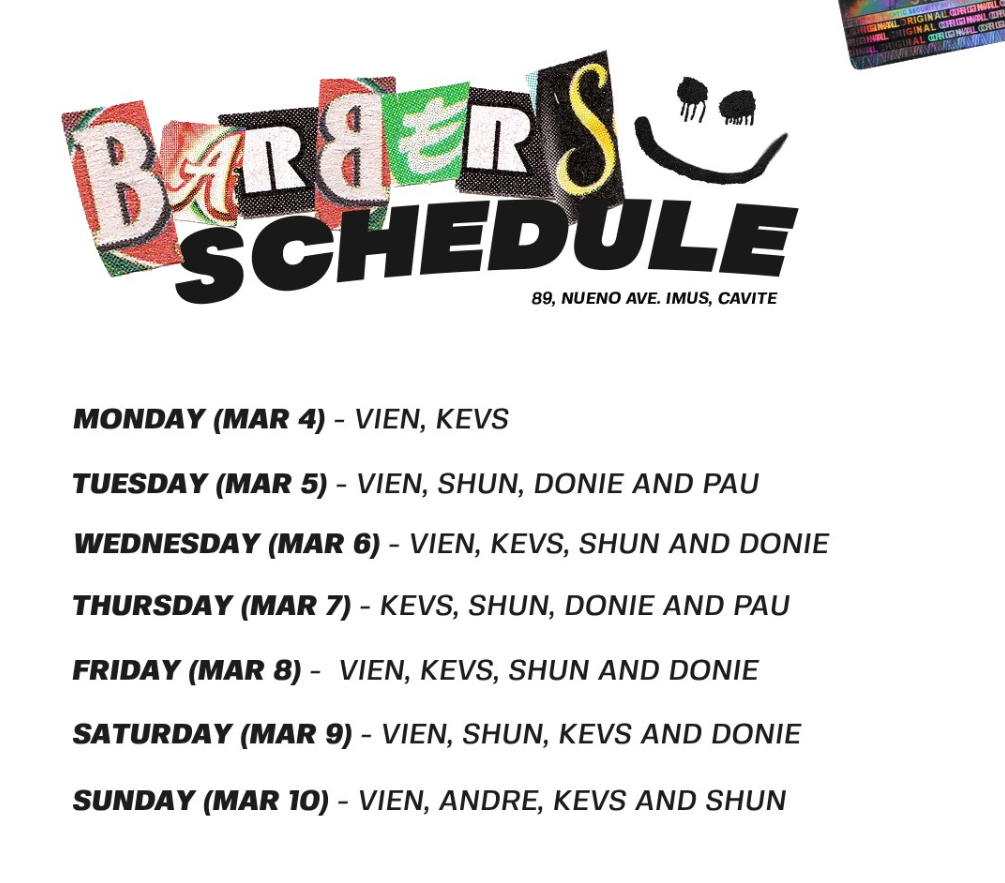 BARBERS
SCHEDULE
89, NUENO AVE. IMUS, CAVITE
MONDAY (MAR 4) - VIEN, KEVS
TUESDAY (MAR 5) - VIEN, SHUN, DONIE AND PAU
WEDNESDAY (MAR 6) - VIEN, KEVS, SHUN AND DONIE
THURSDAY (MAR 7) - KEVS, SHUN, DONIE AND PAU
FRIDAY (MAR 8) - VIEN, KEVS, SHUN AND DONIE
SATURDAY (MAR 9) - VIEN, SHUN, KEVS AND DONIE
SUNDAY (MAR 10) - VIEN, ANDRE, KEVS AND SHUN